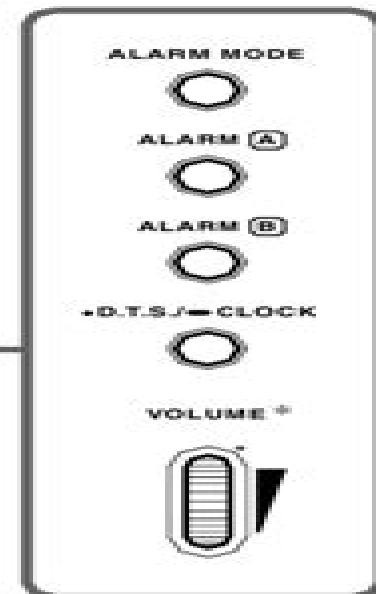 ALARM MODE
ALARM A
ALARM B
•D.T.S./━CLOCK
VOLUME *